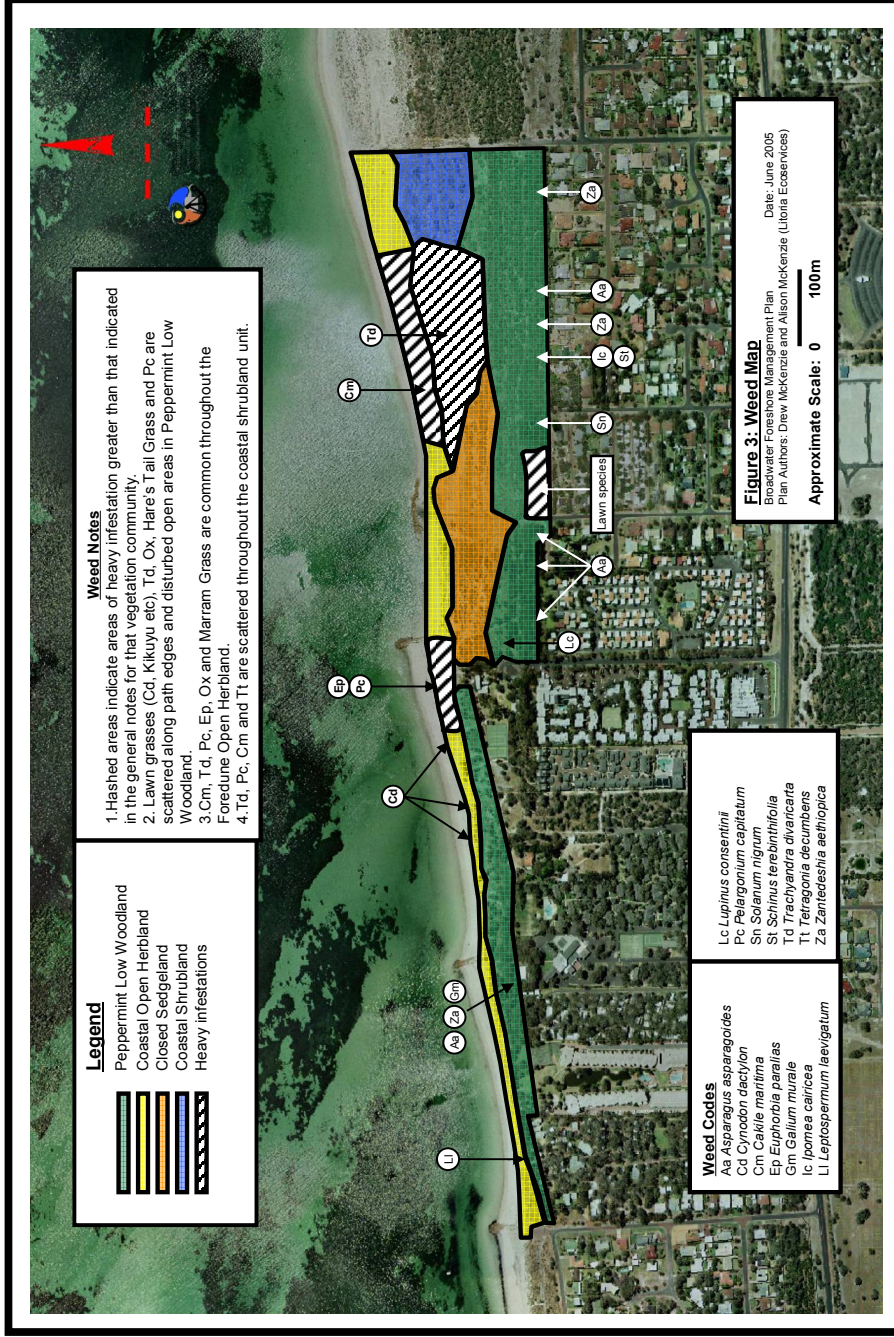 Legend
Peppermint Low Woodland
Coastal Open Herbland
Closed Sedgeland
Coastal Shrubland
Heavy infestations
Weed Notes
1.Hashed areas indicate areas of heavy infestation greater than that indicated
in the general notes for that vegetation community.
2. Lawn grasses (Cd, Kikuyu etc), Td, Ox, Hare's Tail Grass and Pc are
scattered along path edges and disturbed open areas in Peppermint Low
Woodland.
3.Cm, Td, Pc, Ep, Ox and Marram Grass are common throughout the
Foredune Open Herbland.
4.Td, Pc, Cm and Tt are scattered throughout the coastal shrubland unit.
Ll
Aa
Za
Gm
Cd
Ep
Pc
Cm
Td
Lc
Aa
Lawn species
Sn
Ic
St
Za
Aa
Za
Weed Codes
Aa Asparagus asparagoides
Cd Cynodon dactylon
Cm Cakile maritima
Ep Euphorbia paralias
Gm Galium murale
Ic Ipomea cairicea
Ll Leptospermum laevigatum
Lc Lupinus consentinii
Pc Pelargonium capitatum
Sn Solanum nigrum
St Schinus terebinthifolia
Td Trachyandra divaricarta
Tt Tetragonia decumbens
Za Zantedeshia aethiopica
Figure 3: Weed Map
Broadwater Foreshore Management Plan Date: June 2005
Plan Authors: Drew McKenzie and Alison McKenzie (Litoria Ecoservices)
Approximate Scale: 0 100m